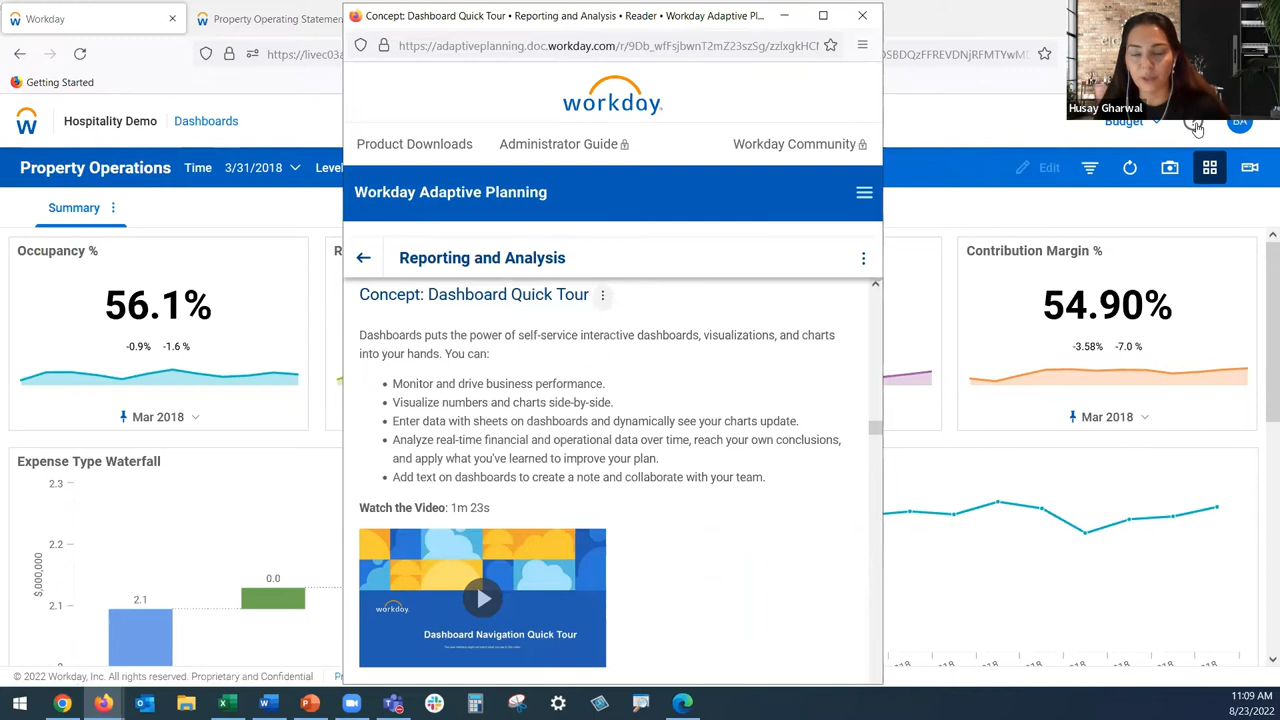 Workday
Property Operating Statemen
Concept: Dashboard Quick Tour • Reporting and Analysis • Reader • Workday Adaptive Pl...
https://livec03a
https://adaptiveplanning.doc.workday.com/r/9Db_wfFsjbwnT2mZ23szSg/zzlxgkHCf
Getting Started
workday.
Husay Gharwal
Hospitality Demo
Dashboards
Budget
BA
Product Downloads
Administrator Guide
Workday Community
Property Operations
Time
3/31/2018
Level
Edit
Workday Adaptive Planning
Summary
Reporting and Analysis
Occupancy %
R
Contribution Margin %
Concept: Dashboard Quick Tour
56.1%
54.90%
Dashboards puts the power of self-service interactive dashboards, visualizations, and charts
into your hands. You can:
-0.9%
-1.6 %
-3.58%
-7.0 %
• Monitor and drive business performance.
• Visualize numbers and charts side-by-side.
• Enter data with sheets on dashboards and dynamically see your charts update.
Mar 2018
Mar 2018
• Analyze real-time financial and operational data over time, reach your own conclusions,
and apply what you've learned to improve your plan.
• Add text on dashboards to create a note and collaborate with your team.
Expense Type Waterfall
2.3
2.2
2.1
$,000,000
2.1
0.0
Watch the Video: 1m 23s
workday.
Dashboard Navigation Quick Tour
© 2022 Workday, Inc. All rights reserved. Proprietary and Confidential
11:09 AM
8/23/2022